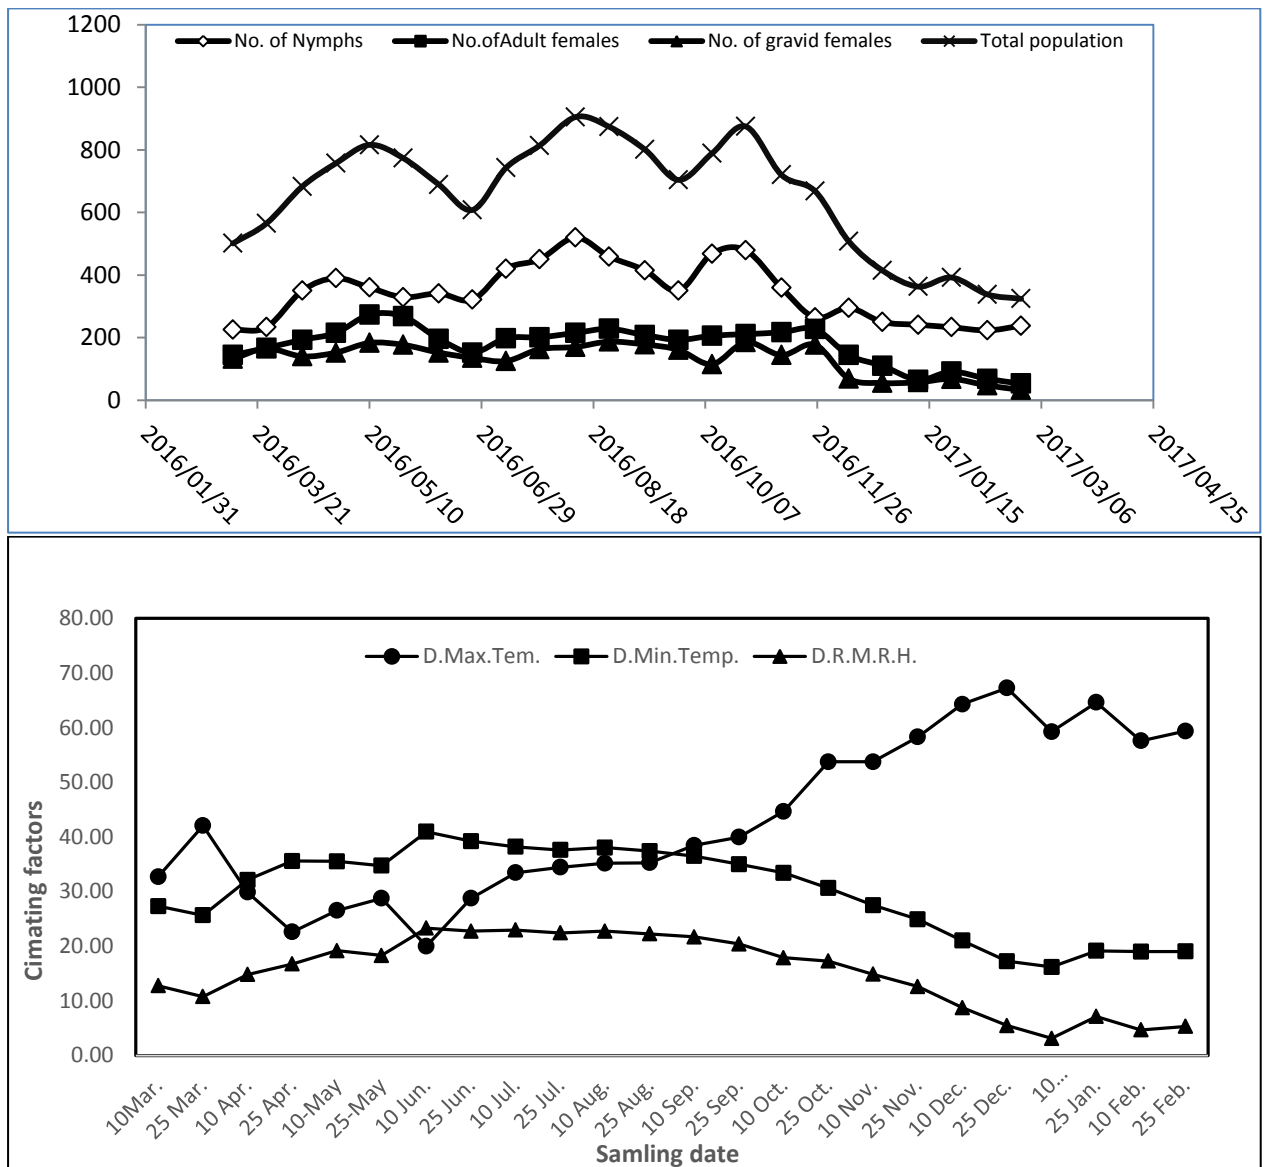 1200
No. of Nymphs No.ofAdult females No. of gravid females Total population
1000
800
600
400
200
0
2016/01/31 2016/03/21 2016/05/10 2016/06/29 2016/08/18 2016/10/07 2016/11/26 2017/01/15 2017/03/06 2017/04/25
80.00
D.Max.Tem. D.Min.Temp. D.R.M.R.H.
70.00
60.00
50.00
40.00
30.00
20.00
10.00
0.00
Cimating factors
10Mar. 25 Mar. 10 Apr. 25 Apr. 10-May 25-May 10 Jun. 25 Jun. 10 Jul. 25 Jul. 10 Aug. 25 Aug. 10 Sep. 25 Sep. 10 Oct. 25 Oct. 10 Nov. 25 Nov. 10 Dec. 25 Dec. 10... 25 Jan. 10 Feb. 25 Feb.
Samling date